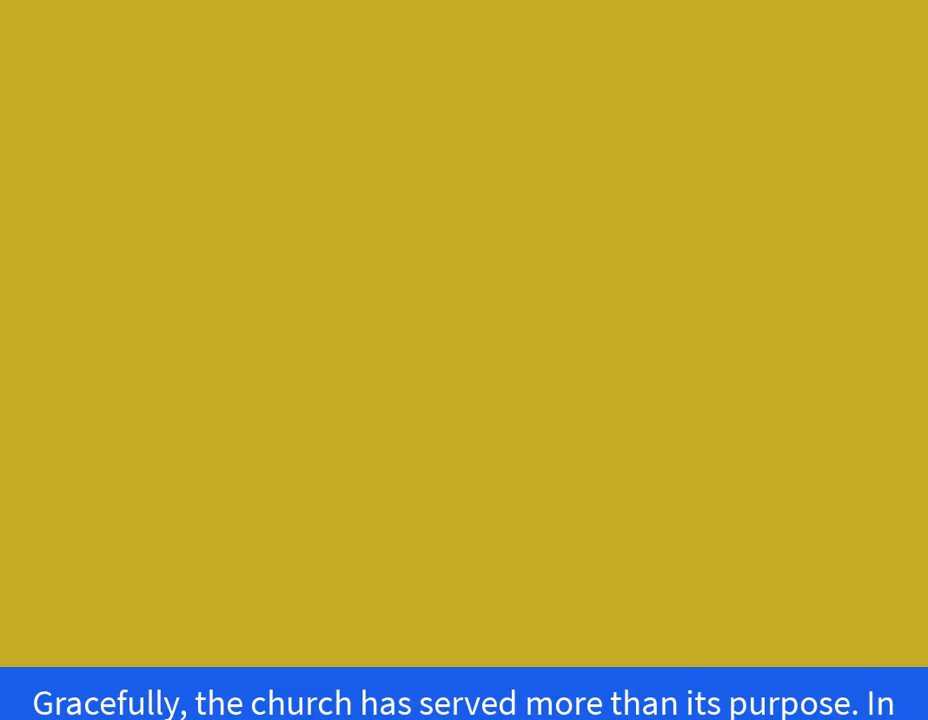 Gracefully, the church has served more than its purpose. In